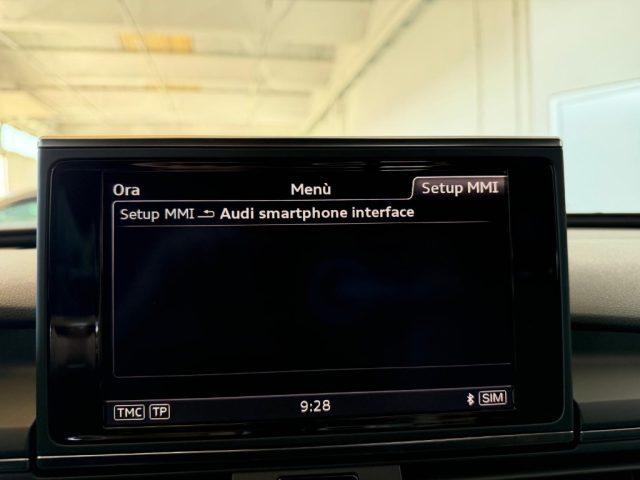 Ora Menù Setup MMI
Setup MMI Audi smartphone interface
TMC TP 9:28 SIM